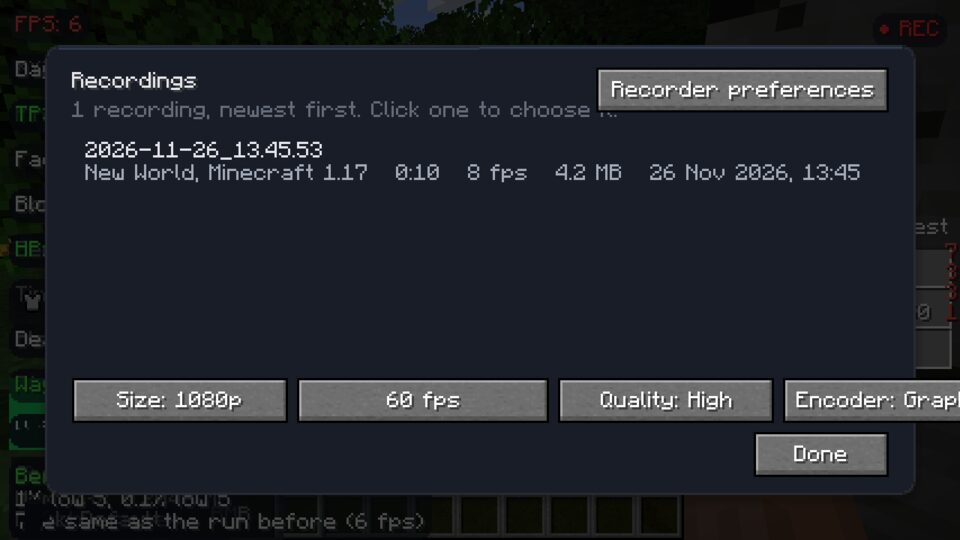 FPS: 6
REC
Recordings
Recorder preferences
1 recording, newest first. Click one to choose
2026-11-26_13.45.53
New World, Minecraft 1.17 0:10 8 fps 4.2 MB 26 Nov 2026, 13:45
Size: 1080p
60 fps
Quality: High
Encoder: Grap
Done
same as the run before (6 fps)